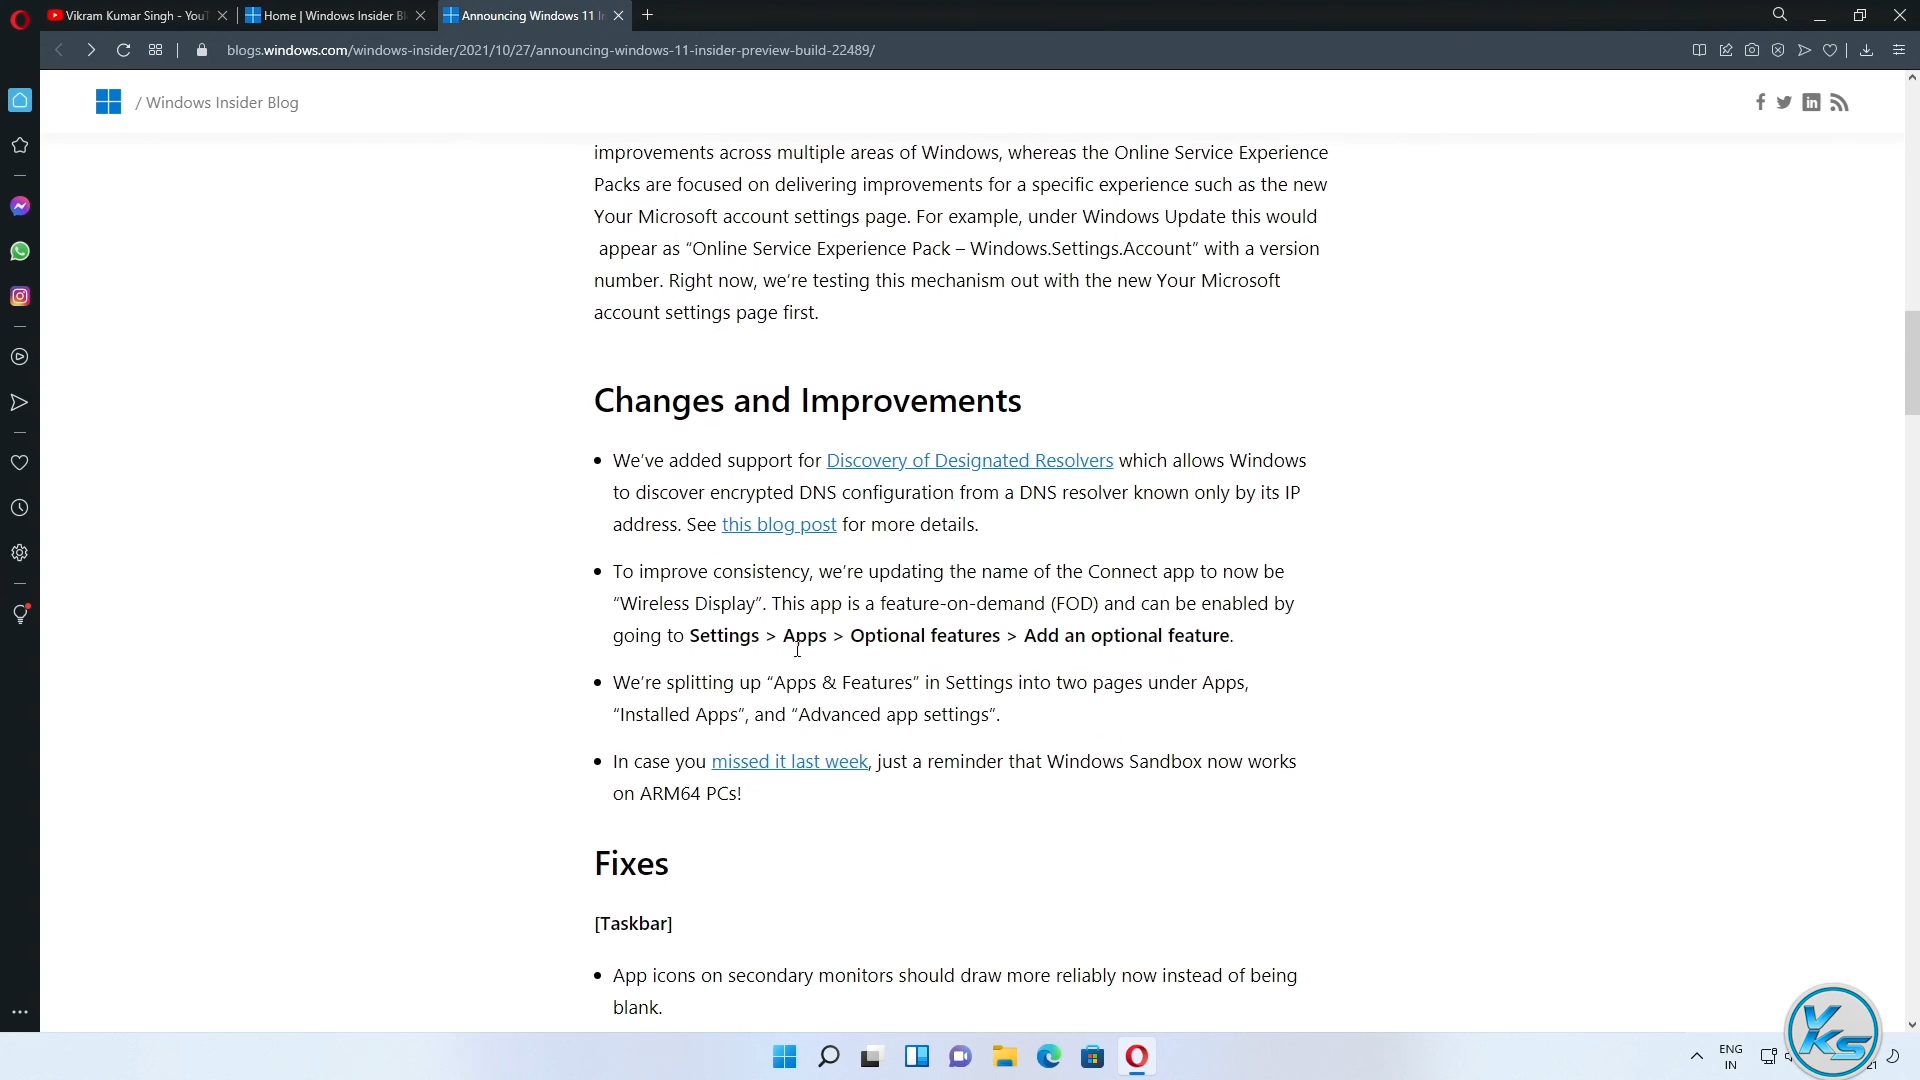 Vikram Kumar Singh - YouT
Home | Windows Insider Bl
Announcing Windows 11 I
blogs.windows.com/windows-insider/2021/10/27/announcing-windows-11-insider-preview-build-22489/
/ Windows Insider Blog
improvements across multiple areas of Windows, whereas the Online Service Experience
Packs are focused on delivering improvements for a specific experience such as the new
Your Microsoft account settings page. For example, under Windows Update this would
appear as “Online Service Experience Pack – Windows.Settings.Account” with a version
number. Right now, we’re testing this mechanism out with the new Your Microsoft
account settings page first.
Changes and Improvements
• We’ve added support for Discovery of Designated Resolvers which allows Windows
to discover encrypted DNS configuration from a DNS resolver known only by its IP
address. See this blog post for more details.
• To improve consistency, we’re updating the name of the Connect app to now be
“Wireless Display”. This app is a feature-on-demand (FOD) and can be enabled by
going to Settings > Apps > Optional features > Add an optional feature.
• We’re splitting up “Apps & Features” in Settings into two pages under Apps,
“Installed Apps”, and “Advanced app settings”.
• In case you missed it last week, just a reminder that Windows Sandbox now works
on ARM64 PCs!
Fixes
[Taskbar]
• App icons on secondary monitors should draw more reliably now instead of being
blank.
ENG
IN
VKS
21